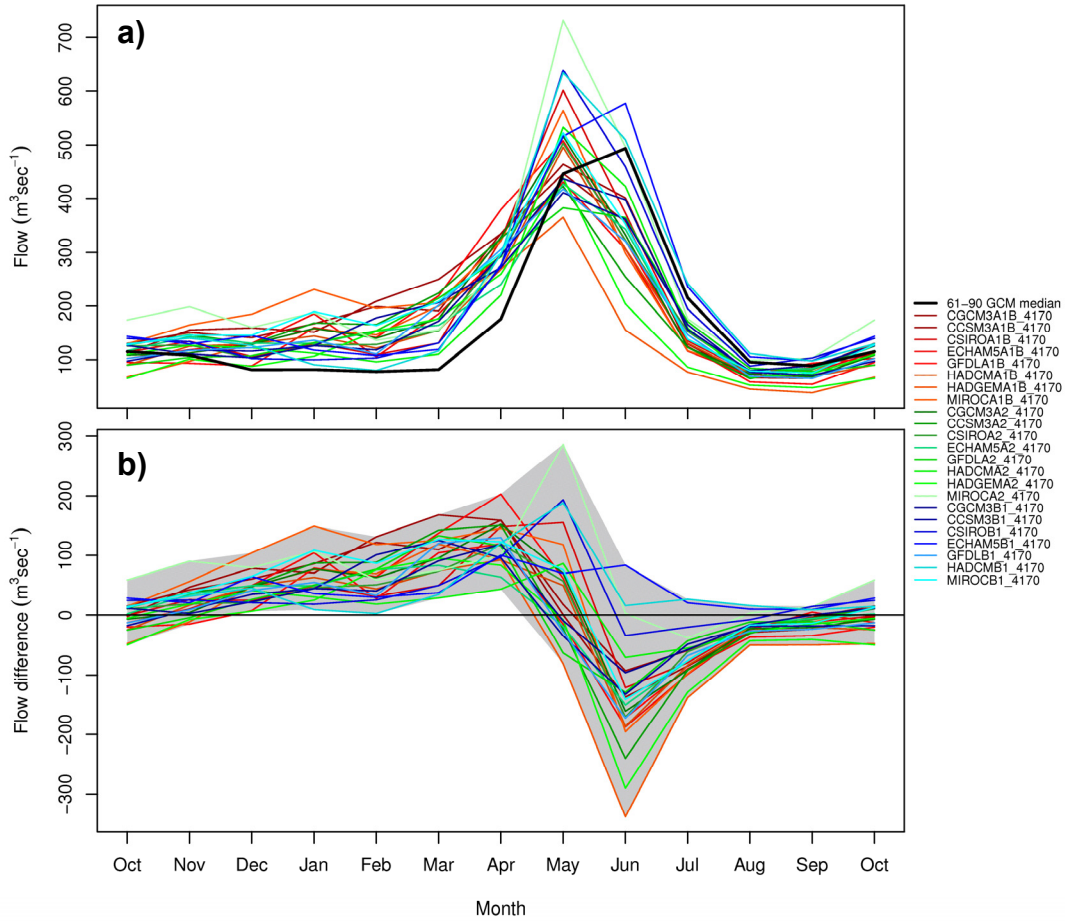 a)
700
600
500
400
300
200
100
Flow (m³sec⁻¹)
b)
300
200
100
0
−100
−200
−300
Flow difference (m³sec⁻¹)
Oct Nov Dec Jan Feb Mar Apr May Jun Jul Aug Sep Oct
Month
61−90 GCM median
CGCM3A1B_4170
CCSM3A1B_4170
CSIROA1B_4170
ECHAM5A1B_4170
GFDLA1B_4170
HADCMA1B_4170
HADGEMA1B_4170
MIROCA1B_4170
CGCM3A2_4170
CCSM3A2_4170
CSIROA2_4170
ECHAM5A2_4170
GFDLA2_4170
HADCMA2_4170
HADGEMA2_4170
MIROCA2_4170
CGCM3B1_4170
CCSM3B1_4170
CSIROB1_4170
ECHAM5B1_4170
GFDLB1_4170
HADCMB1_4170
MIROCB1_4170